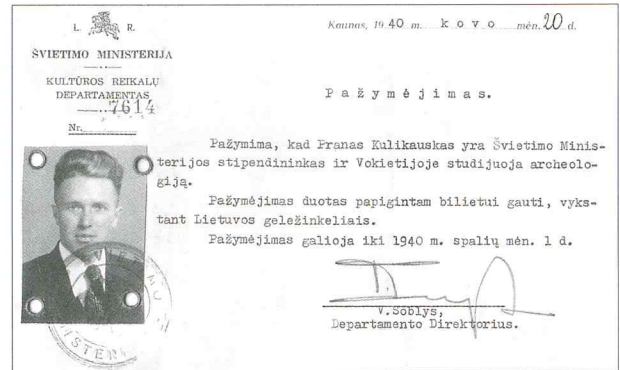 L. R.
ŠVIETIMO MINISTERIJA
KULTŪROS REIKALŲ
DEPARTAMENTAS
7614
Nr.
Kaunas, 1940 m. kovo mėn. 20 d.
Pažymėjimas.
Pažymima, kad Pranas Kulikauskas yra Švietimo Minis-
terijos stipendininkas ir Vokietijoje studijuoja archeolo-
giją.
Pažymėjimas duotas papigintam bilietui gauti, vyks-
tant Lietuvos geležinkeliais.
Pažymėjimas galioja iki 1940 m. spalių mėn. 1 d.
V.Soblys,
Departamento Direktorius.